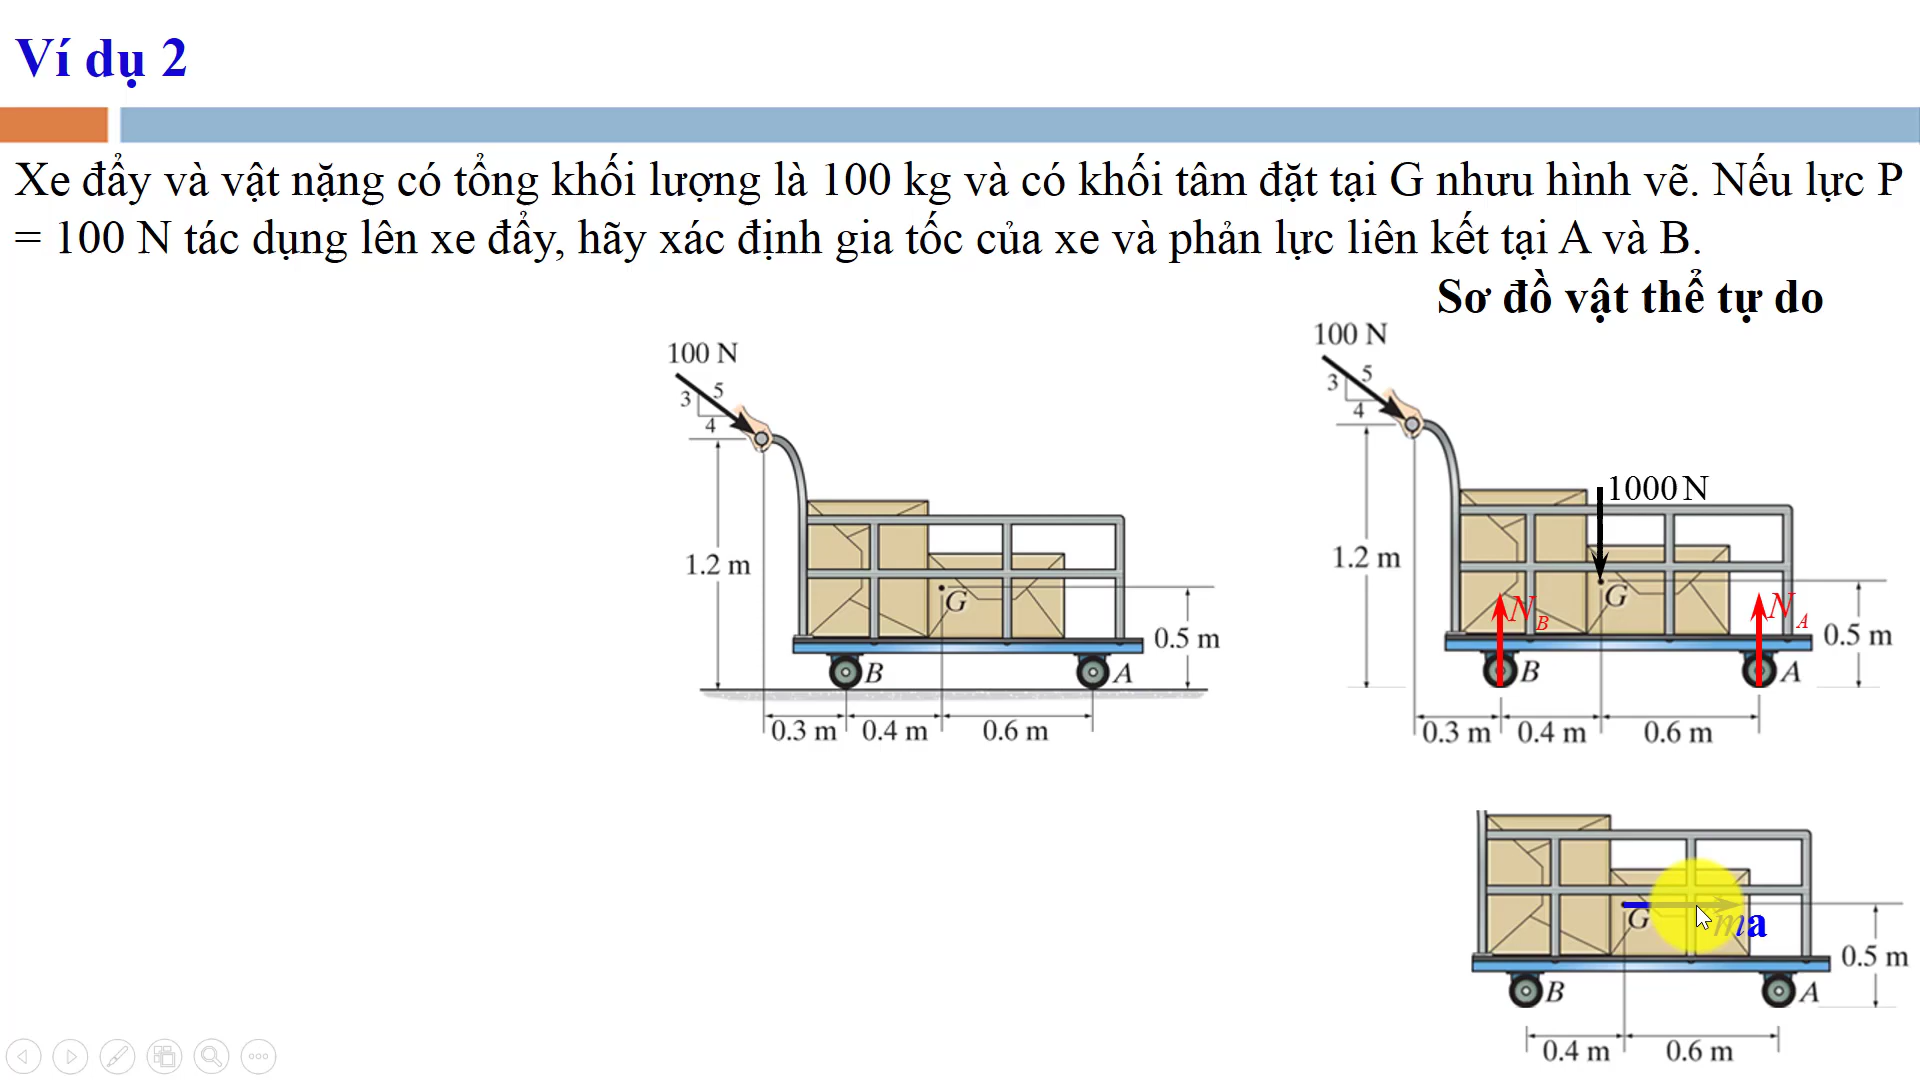 Ví dụ 2
Xe đẩy và vật nặng có tổng khối lượng là 100 kg và có khối tâm đặt tại G nhưu hình vẽ. Nếu lực P
= 100 N tác dụng lên xe đẩy, hãy xác định gia tốc của xe và phản lực liên kết tại A và B.
Sơ đồ vật thể tự do
100 N
3 5
4
1.2 m
G
0.5 m
B
A
0.3 m 0.4 m 0.6 m
100 N
3 5
4
1000 N
1.2 m
G
N_B
N_A
0.5 m
B
A
0.3 m 0.4 m 0.6 m
G
ma
0.5 m
B
A
0.4 m 0.6 m